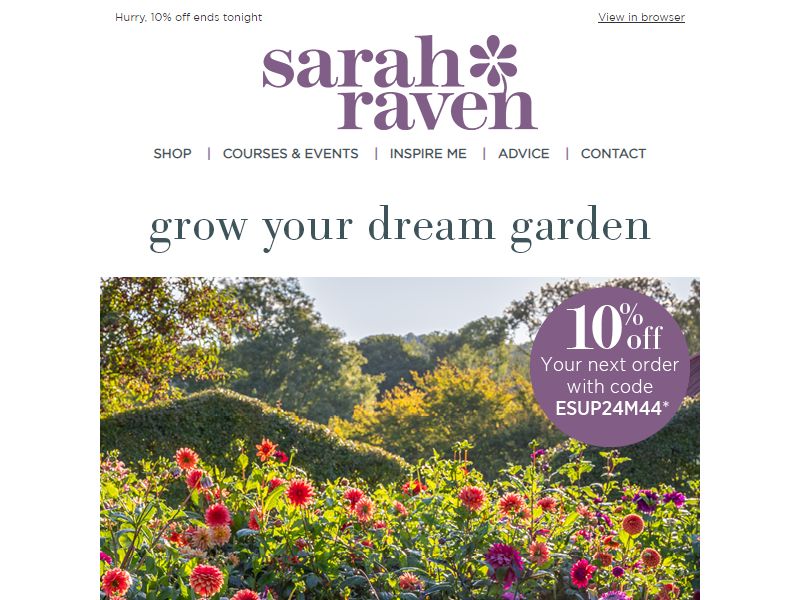 Hurry, 10% off ends tonight
View in browser
sarah
raven
SHOP | COURSES & EVENTS | INSPIRE ME | ADVICE | CONTACT
grow your dream garden
10% off
Your next order
with code
ESUP24M44*